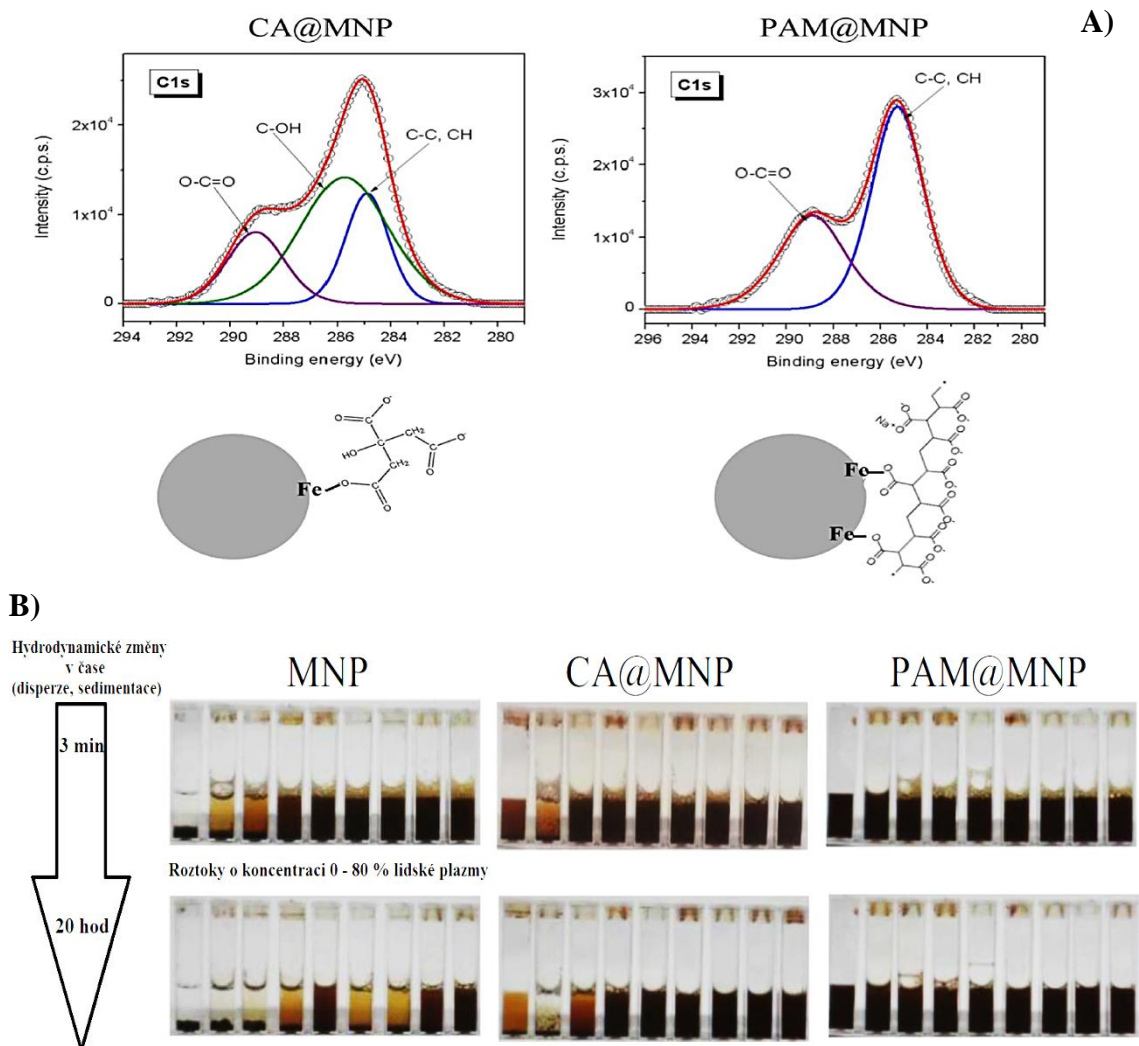 CA@MNP
PAM@MNP
A)
C1s
C-OH
C-C, CH
O-C=O
2x10⁴
1x10⁴
0
Intensity (c.p.s.)
294 292 290 288 286 284 282 280
Binding energy (eV)
C1s
C-C, CH
O-C=O
3x10⁴
2x10⁴
1x10⁴
0
Intensity (c.p.s.)
296 294 292 290 288 286 284 282 280
Binding energy (eV)
Fe
O
O
O⁻
C
HO
C
CH₂
CH₂
C
O
O⁻
C
O
Fe
Fe
Na
B)
Hydrodynamické změny
v čase
(disperze, sedimentace)
MNP
CA@MNP
PAM@MNP
3 min
Roztoky o koncentraci 0 - 80 % lidské plazmy
20 hod